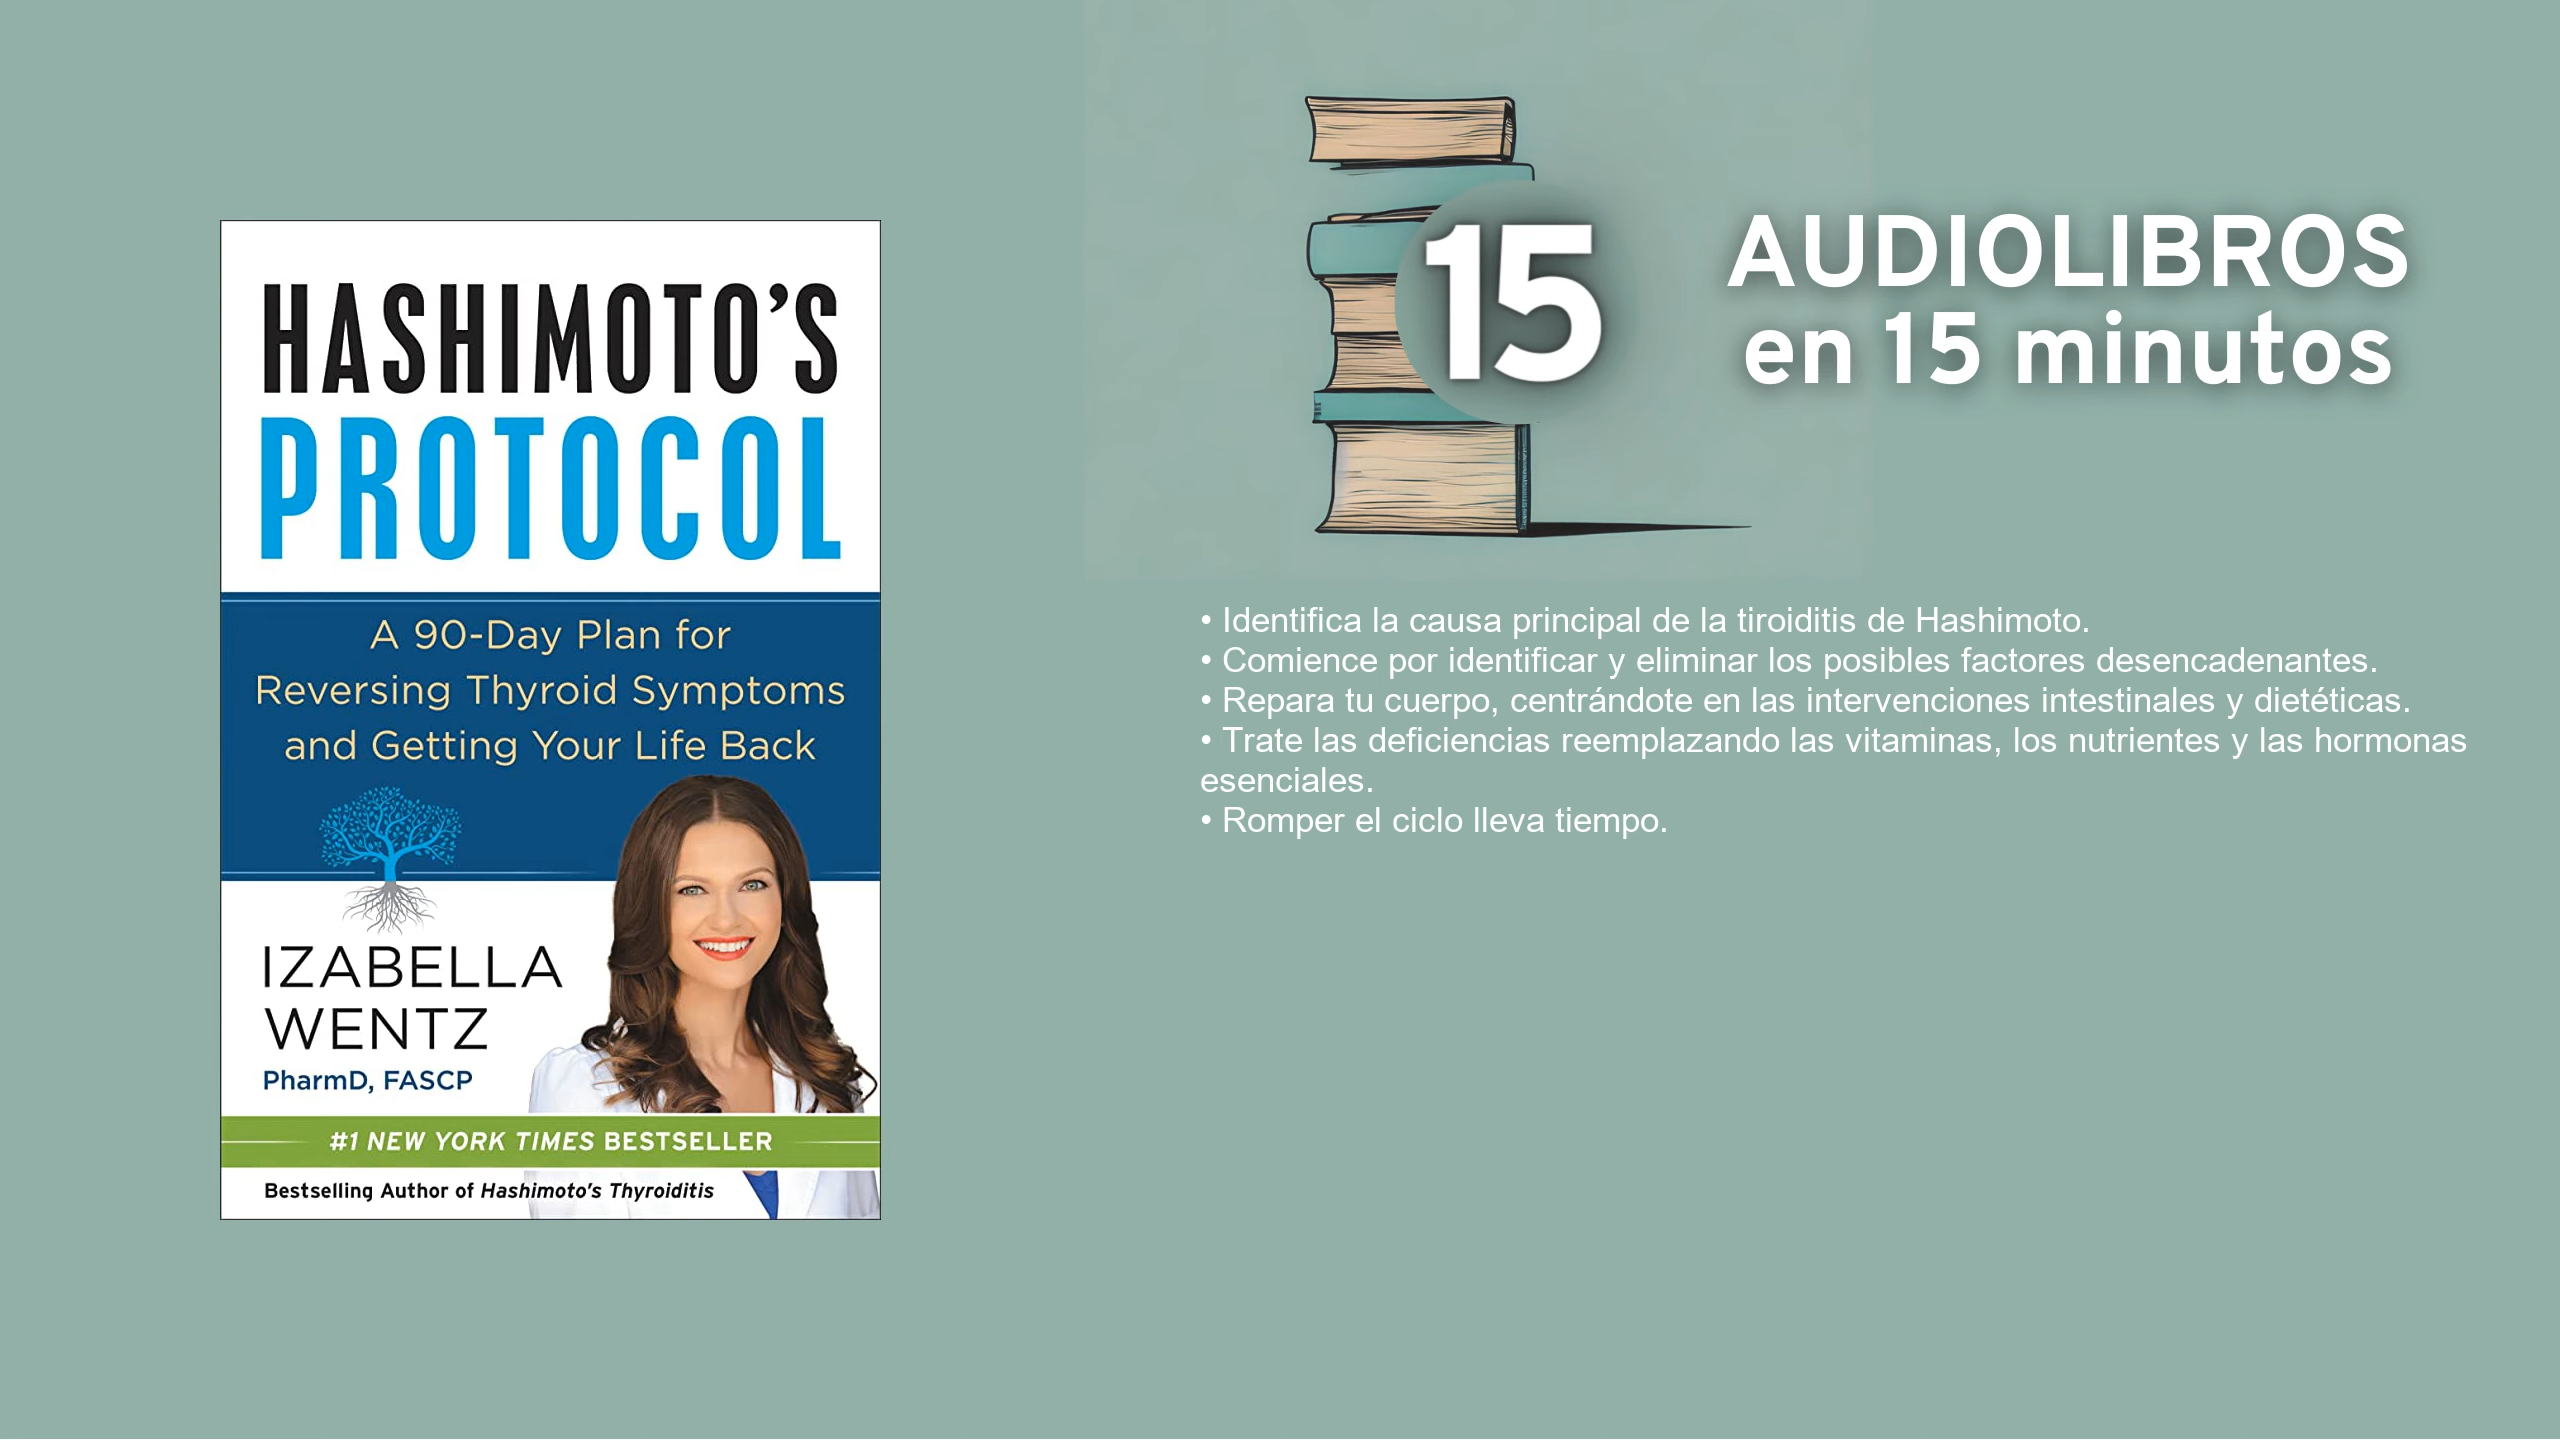 HASHIMOTO'S
PROTOCOL
A 90-Day Plan for
Reversing Thyroid Symptoms
and Getting Your Life Back
IZABELLA
WENTZ
PharmD, FASCP
#1 NEW YORK TIMES BESTSELLER
Bestselling Author of Hashimoto's Thyroiditis
15
AUDIOLIBROS
en 15 minutos
• Identifica la causa principal de la tiroiditis de Hashimoto.
• Comience por identificar y eliminar los posibles factores desencadenantes.
• Repara tu cuerpo, centrándote en las intervenciones intestinales y dietéticas.
• Trate las deficiencias reemplazando las vitaminas, los nutrientes y las hormonas
esenciales.
• Romper el ciclo lleva tiempo.